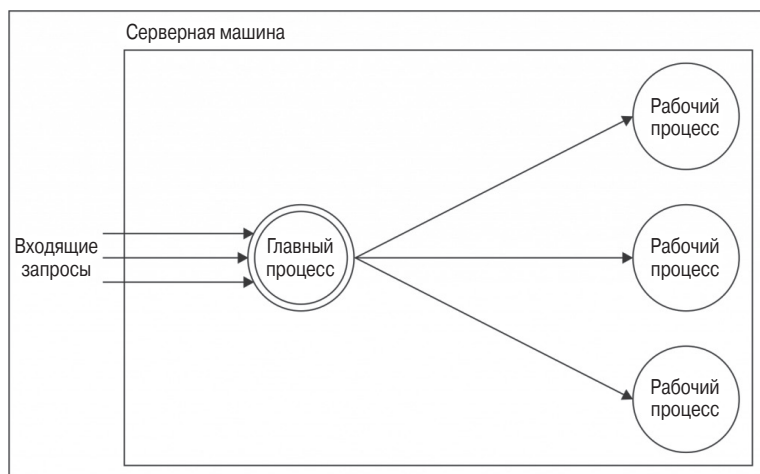 Серверная машина
Рабочий
процесс
Входящие
запросы
Главный
процесс
Рабочий
процесс
Рабочий
процесс